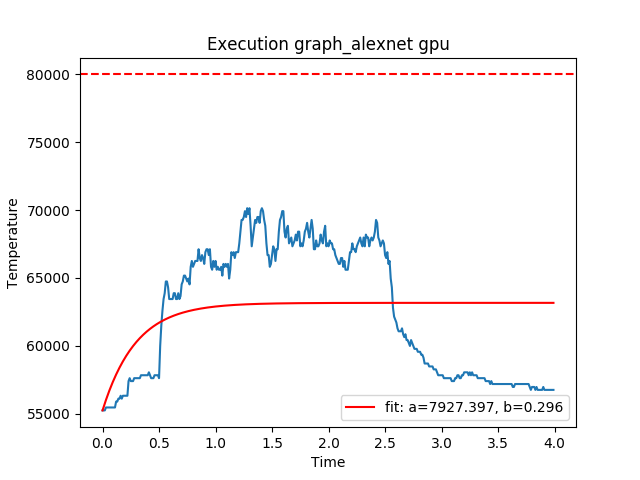 Execution graph_alexnet gpu
Temperature
80000
75000
70000
65000
60000
55000
fit: a=7927.397, b=0.296
0.0 0.5 1.0 1.5 2.0 2.5 3.0 3.5 4.0
Time